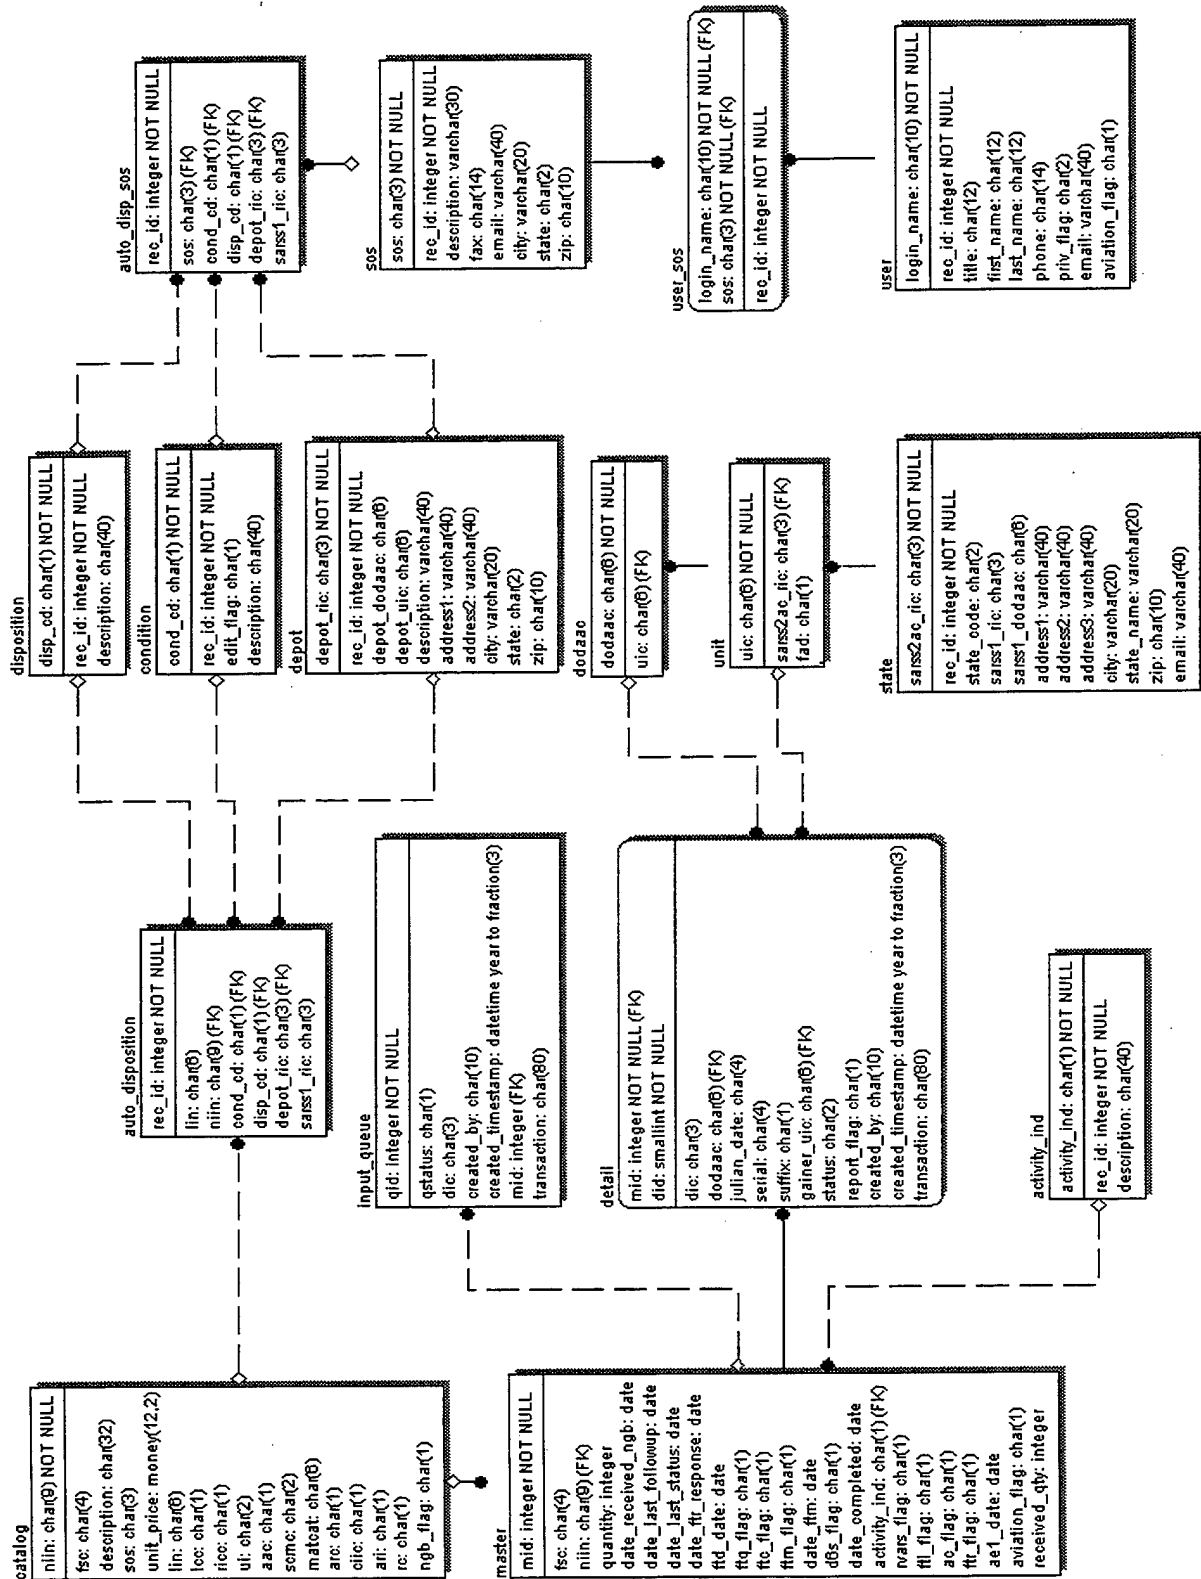 catalog
niin: char(9) NOT NULL
fsc: char(4)
description: char(32)
sos: char(3)
unit_price: money(12,2)
lin: char(6)
lcc: char(1)
ricc: char(1)
ui: char(2)
aac: char(1)
scmc: char(2)
matcat: char(6)
arc: char(1)
ciic: char(1)
ari: char(1)
rc: char(1)
ngb_flag: char(1)
master
mid: integer NOT NULL
fsc: char(4)
niin: char(9) (FK)
quantity: integer
date_received_ngb: date
date_last_followup: date
date_last_status: date
date_ftr_response: date
ftd_date: date
ftq_flag: char(1)
ftc_flag: char(1)
ftm_flag: char(1)
date_ftm: date
d6s_flag: char(1)
date_completed: date
activity_ind: char(1) (FK)
nvars_flag: char(1)
ftl_flag: char(1)
ao_flag: char(1)
ftr_flag: char(1)
ae1_date: date
aviation_flag: char(1)
received_qty: integer
auto_disposition
rec_id: integer NOT NULL
lin: char(6)
niin: char(9) (FK)
cond_cd: char(1) (FK)
disp_cd: char(1) (FK)
depot_ric: char(3) (FK)
sarss1_ric: char(3)
input_queue
qid: integer NOT NULL
qstatus: char(1)
dic: char(3)
created_by: char(10)
created_timestamp: datetime year to fraction(3)
mid: integer (FK)
transaction: char(80)
detail
mid: integer NOT NULL (FK)
did: smallint NOT NULL
dic: char(3)
dodaac: char(6) (FK)
julian_date: char(4)
serial: char(4)
suffix: char(1)
gainer_uic: char(6) (FK)
status: char(2)
report_flag: char(1)
created_by: char(10)
created_timestamp: datetime year to fraction(3)
transaction: char(80)
activity_ind
activity_ind: char(1) NOT NULL
rec_id: integer NOT NULL
description: char(40)
disposition
disp_cd: char(1) NOT NULL
rec_id: integer NOT NULL
description: char(40)
condition
cond_cd: char(1) NOT NULL
rec_id: integer NOT NULL
edit_flag: char(1)
description: char(40)
depot
depot_ric: char(3) NOT NULL
rec_id: integer NOT NULL
depot_dodaac: char(6)
depot_uic: char(6)
description: varchar(40)
address1: varchar(40)
address2: varchar(40)
city: varchar(20)
state: char(2)
zip: char(10)
dodaac
dodaac: char(6) NOT NULL
uic: char(6) (FK)
unit
uic: char(6) NOT NULL
sarss2ac_ric: char(3) (FK)
fad: char(1)
state
sarss2ac_ric: char(3) NOT NULL
rec_id: integer NOT NULL
state_code: char(2)
sarss1_ric: char(3)
sarss1_dodaac: char(6)
address1: varchar(40)
address2: varchar(40)
address3: varchar(40)
city: varchar(20)
state_name: varchar(20)
zip: char(10)
email: varchar(40)
auto_disp_sos
rec_id: integer NOT NULL
sos: char(3) (FK)
cond_cd: char(1) (FK)
disp_cd: char(1) (FK)
depot_ric: char(3) (FK)
sarss1_ric: char(3)
sos
sos: char(3) NOT NULL
rec_id: integer NOT NULL
description: varchar(30)
fax: char(14)
email: varchar(40)
city: varchar(20)
state: char(2)
zip: char(10)
user_sos
login_name: char(10) NOT NULL (FK)
sos: char(3) NOT NULL (FK)
rec_id: integer NOT NULL
user
login_name: char(10) NOT NULL
rec_id: integer NOT NULL
title: char(12)
first_name: char(12)
last_name: char(12)
phone: char(14)
priv_flag: char(2)
email: varchar(40)
aviation_flag: char(1)